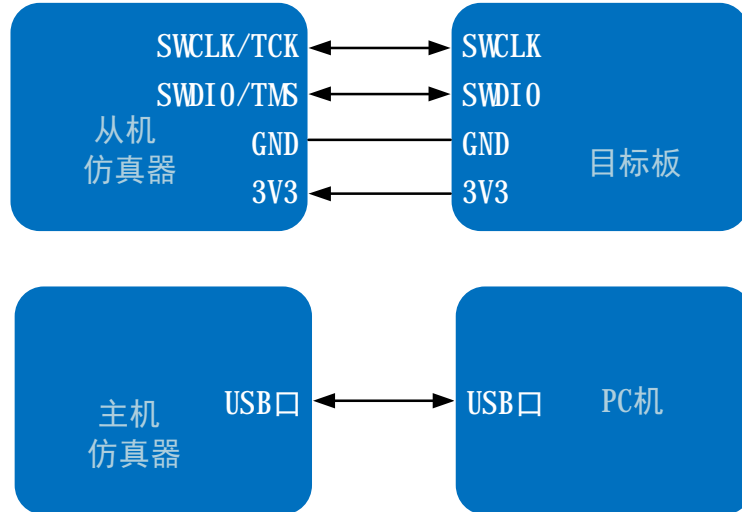 SWCLK/TCK
SWCLK
SWDIO/TMS
SWDIO
从机
仿真器
GND
GND
目标板
3V3
3V3
主机
仿真器
USB口
USB口
PC机